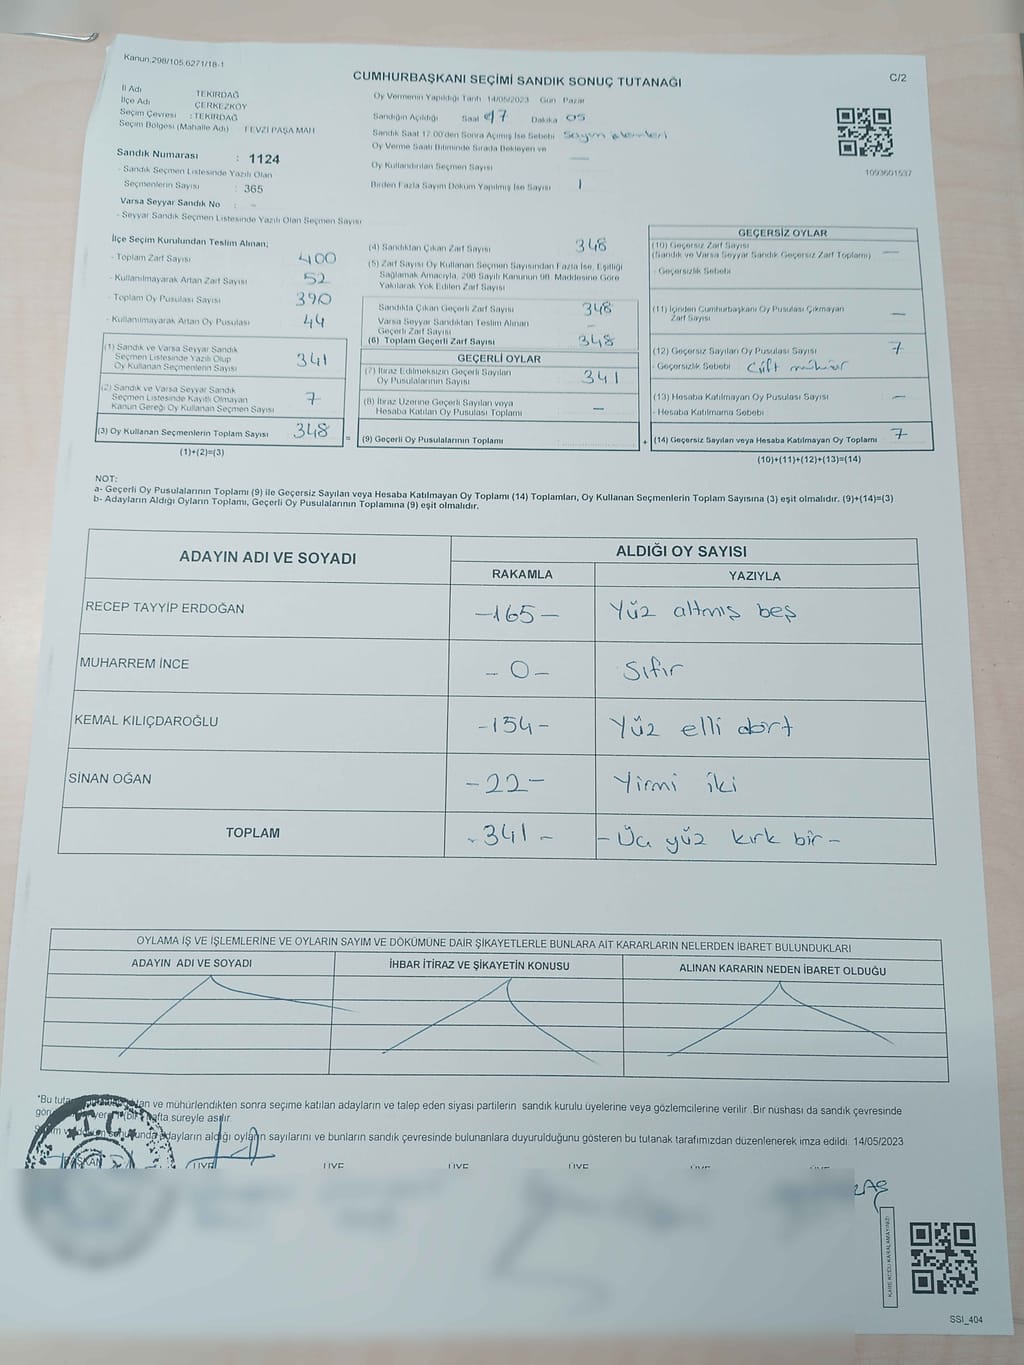 Kanun,298/105,6271/18-1
C/2
CUMHURBAŞKANI SEÇİMİ SANDIK SONUÇ TUTANAĞI
İl Adı TEKİRDAĞ
İlçe Adı ÇERKEZKÖY
Seçim Çevresi : TEKİRDAĞ
Seçim Bölgesi (Mahalle Adı) FEVZİ PAŞA MAH
Oy Vermenin Yapıldığı Tarih 14/05/2023 Gün Pazar
Sandığın Açıldığı Saat 17 Dakika 05
Sandık Saat 17.00'den Sonra Açımış İse Sebebi Sayım işlemleri
Oy Verme Saati Bitiminde Sırada Bekleyen ve
Oy Kullandırılan Seçmen Sayısı —
Birden Fazla Sayım Döküm Yapılmış İse Sayısı 1
1093601537
Sandık Numarası : 1124
- Sandık Seçmen Listesinde Yazılı Olan
Seçmenlerin Sayısı : 365
Varsa Seyyar Sandık No : -
- Seyyar Sandık Seçmen Listesinde Yazılı Olan Seçmen Sayısı
İlçe Seçim Kurulundan Teslim Alınan;
- Toplam Zarf Sayısı 400
- Kullanılmayarak Artan Zarf Sayısı 52
- Toplam Oy Pusulası Sayısı 390
- Kullanılmayarak Artan Oy Pusulası 44
(1) Sandık ve Varsa Seyyar Sandık
Seçmen Listesinde Yazılı Olup
Oy Kullanan Seçmenlerin Sayısı 341
(2) Sandık ve Varsa Seyyar Sandık
Seçmen Listesinde Kayıtlı Olmayan
Kanun Gereği Oy Kullanan Seçmen Sayısı 7
(3) Oy Kullanan Seçmenlerin Toplam Sayısı 348 =
(1)+(2)=(3)
(4) Sandıktan Çıkan Zarf Sayısı 348
(5) Zarf Sayısı Oy Kullanan Seçmen Sayısından Fazla İse, Eşitliği
Sağlamak Amacıyla, 298 Sayılı Kanunun 98. Maddesine Göre
Yakılarak Yok Edilen Zarf Sayısı
Sandıkta Çıkan Geçerli Zarf Sayısı 348
Varsa Seyyar Sandıktan Teslim Alınan
Geçerli Zarf Sayısı -
(6) Toplam Geçerli Zarf Sayısı 348
GEÇERLİ OYLAR
(7) İtiraz Edilmeksizin Geçerli Sayılan
Oy Pusulalarının Sayısı 341
(8) İtiraz Üzerine Geçerli Sayılan veya
Hesaba Katılan Oy Pusulası Toplamı —
(9) Geçerli Oy Pusulalarının Toplamı +
GEÇERSİZ OYLAR
(10) Geçersiz Zarf Sayısı
(Sandık ve Varsa Seyyar Sandık Geçersiz Zarf Toplamı) —
- Geçersizlik Sebebi
(11) İçinden Cumhurbaşkanı Oy Pusulası Çıkmayan
Zarf Sayısı —
(12) Geçersiz Sayılan Oy Pusulası Sayısı 7
- Geçersizlik Sebebi Çift mühür
(13) Hesaba Katılmayan Oy Pusulası Sayısı —
- Hesaba Katılmama Sebebi
(14) Geçersiz Sayılan veya Hesaba Katılmayan Oy Toplamı 7
(10)+(11)+(12)+(13)=(14)
NOT:
a- Geçerli Oy Pusulalarının Toplamı (9) ile Geçersiz Sayılan veya Hesaba Katılmayan Oy Toplamı (14) Toplamları, Oy Kullanan Seçmenlerin Toplam Sayısına (3) eşit olmalıdır. (9)+(14)=(3)
b- Adayların Aldığı Oyların Toplamı, Geçerli Oy Pusulalarının Toplamına (9) eşit olmalıdır.
ADAYIN ADI VE SOYADI
ALDIĞI OY SAYISI
RAKAMLA YAZIYLA
RECEP TAYYİP ERDOĞAN -165- Yüz altmış beş
MUHARREM İNCE -0- Sıfır
KEMAL KILIÇDAROĞLU -154- Yüz elli dört
SİNAN OĞAN -22- Yirmi iki
TOPLAM -341- -Üç yüz kırk bir-
OYLAMA İŞ VE İŞLEMLERİNE VE OYLARIN SAYIM VE DÖKÜMÜNE DAİR ŞİKAYETLERLE BUNLARA AİT KARARLARIN NELERDEN İBARET BULUNDUKLARI
ADAYIN ADI VE SOYADI İHBAR İTİRAZ VE ŞİKAYETİN KONUSU ALINAN KARARIN NEDEN İBARET OLDUĞU
*Bu ve mühürlendikten sonra seçime katılan adayların ve talep eden siyasi partilerin sandık kurulu üyelerine veya gözlemcilerine verilir. Bir nüshası da sandık çevresinde
bir hafta süreyle asılır.
adayların aldığı oyların sayılarını ve bunların sandık çevresinde bulunanlara duyurulduğunu gösteren bu tutanak tarafımızdan düzenlenerek imza edildi. 14/05/2023
T.C.
BAŞKAN ÜYE ÜYE ÜYE ÜYE ÜYE ÜYE
KARE KODU KARALAMAYINIZ!
SSİ_404